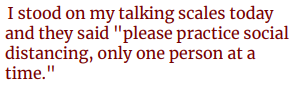 I stood on my talking scales today
and they said "please practice social
distancing, only one person at a
time."